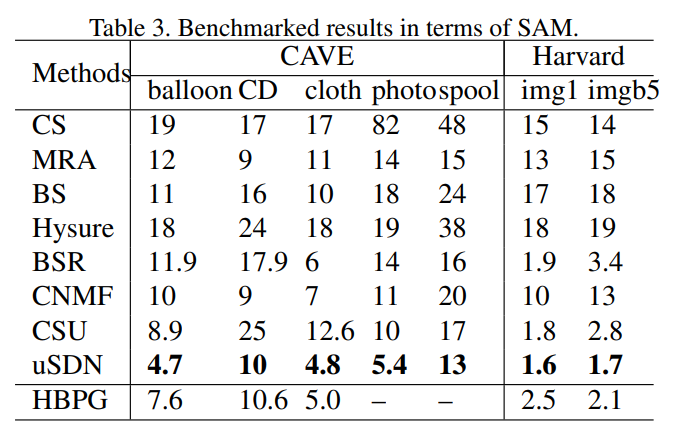 Table 3. Benchmarked results in terms of SAM.
Methods CAVE Harvard
balloon CD cloth photo spool img1 imgb5
CS 19 17 17 82 48 15 14
MRA 12 9 11 14 15 13 15
BS 11 16 10 18 24 17 18
Hysure 18 24 18 19 38 18 19
BSR 11.9 17.9 6 14 16 1.9 3.4
CNMF 10 9 7 11 20 10 13
CSU 8.9 25 12.6 10 17 1.8 2.8
uSDN 4.7 10 4.8 5.4 13 1.6 1.7
HBPG 7.6 10.6 5.0 – – 2.5 2.1